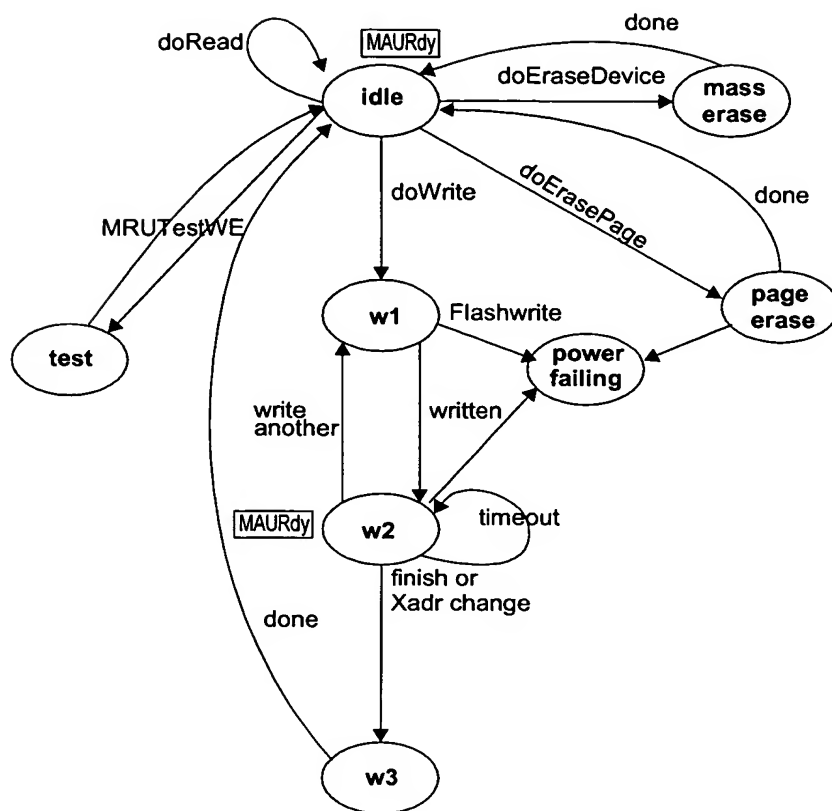 doRead
MAURdy
done
idle
doEraseDevice
mass
erase
doWrite
doErasePage
done
MRUTestWE
w1
Flashwrite
page
erase
test
power
failing
write
another
written
MAURdy
w2
timeout
finish or
Xadr change
done
w3